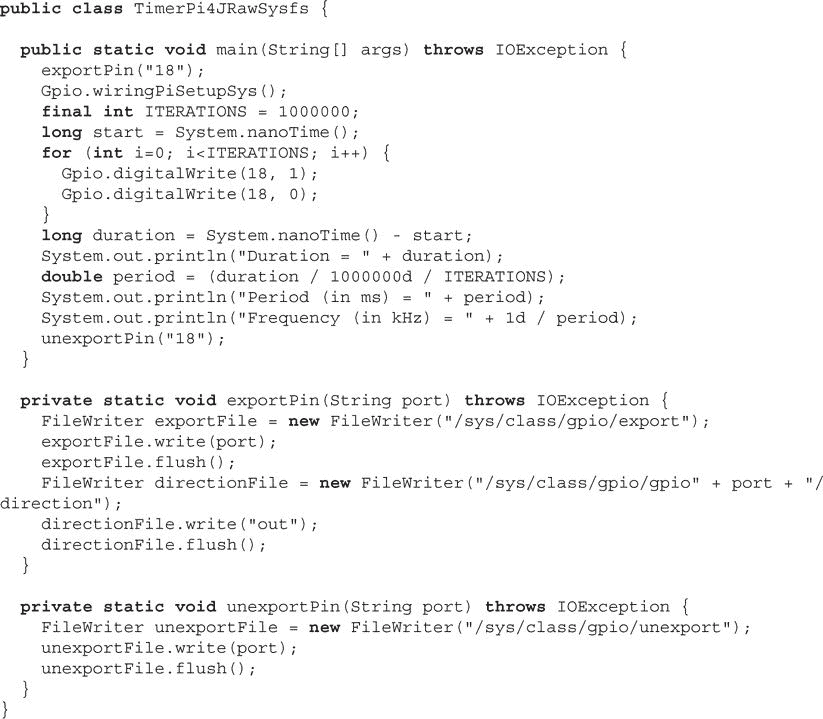 public class TimerPi4JRawSysfs {
  public static void main(String[] args) throws IOException {
    exportPin("18");
    Gpio.wiringPiSetupSys();
    final int ITERATIONS = 1000000;
    long start = System.nanoTime();
    for (int i=0; i<ITERATIONS; i++) {
      Gpio.digitalWrite(18, 1);
      Gpio.digitalWrite(18, 0);
    }
    long duration = System.nanoTime() - start;
    System.out.println("Duration = " + duration);
    double period = (duration / 1000000d / ITERATIONS);
    System.out.println("Period (in ms) = " + period);
    System.out.println("Frequency (in kHz) = " + 1d / period);
    unexportPin("18");
  }
  private static void exportPin(String port) throws IOException {
    FileWriter exportFile = new FileWriter("/sys/class/gpio/export");
    exportFile.write(port);
    exportFile.flush();
    FileWriter directionFile = new FileWriter("/sys/class/gpio/gpio" + port + "/
direction");
    directionFile.write("out");
    directionFile.flush();
  }
  private static void unexportPin(String port) throws IOException {
    FileWriter unexportFile = new FileWriter("/sys/class/gpio/unexport");
    unexportFile.write(port);
    unexportFile.flush();
  }
}